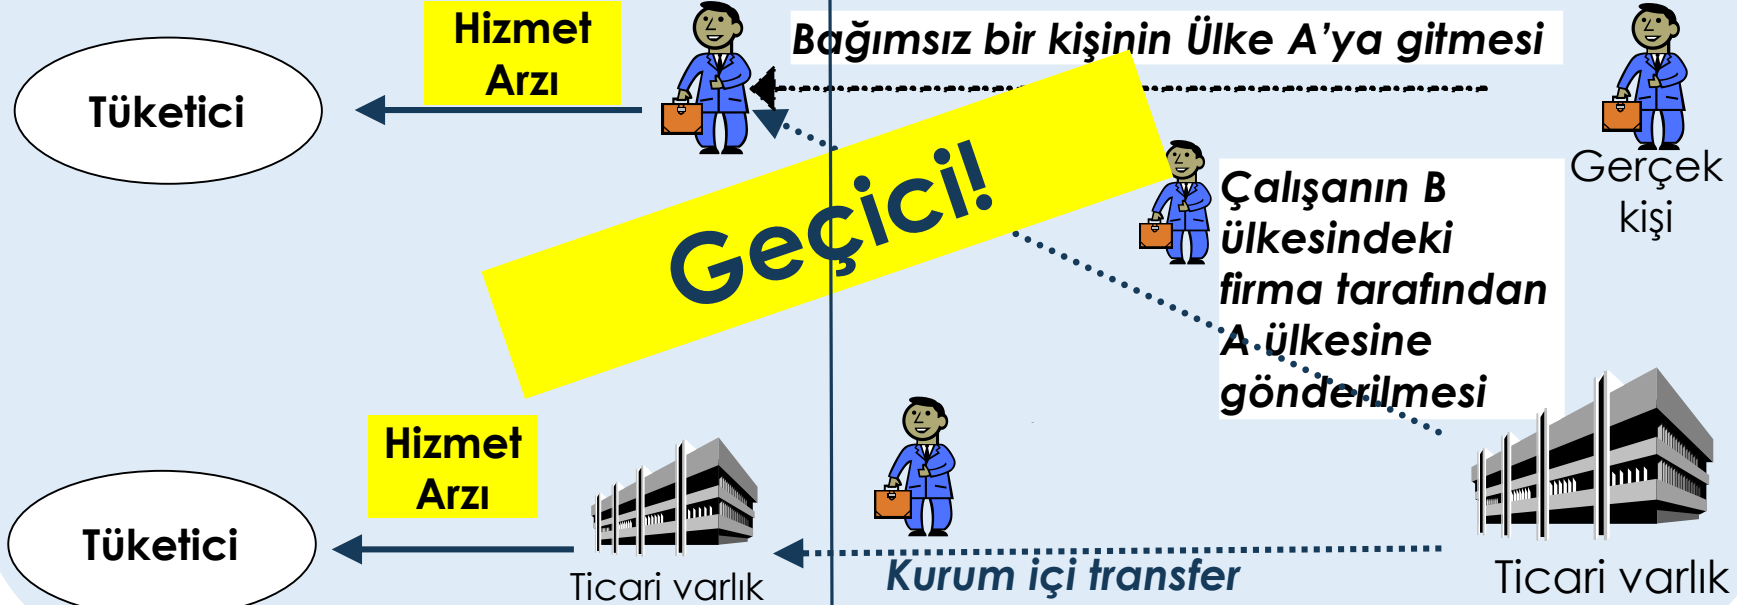 Hizmet
Arzı
Bağımsız bir kişinin Ülke A’ya gitmesi
Tüketici
Gerçek
kişi
Geçici!
Çalışanın B
ülkesindeki
firma tarafından
A ülkesine
gönderilmesi
Hizmet
Arzı
Tüketici
Ticari varlık
Kurum içi transfer
Ticari varlık